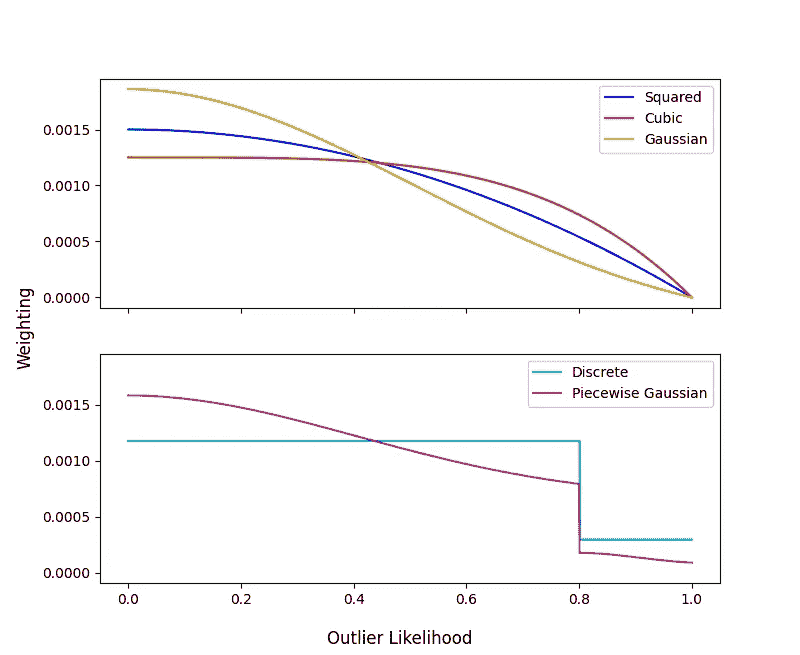 Squared
Cubic
Gaussian
0.0015
0.0010
0.0005
0.0000
Weighting
Discrete
Piecewise Gaussian
0.0015
0.0010
0.0005
0.0000
0.0 0.2 0.4 0.6 0.8 1.0
Outlier Likelihood